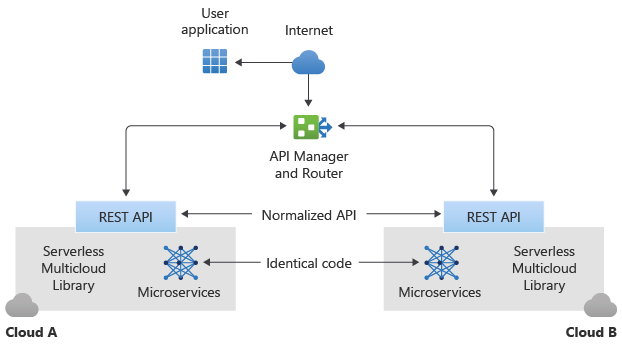 User
application
Internet
API Manager
and Router
REST API
Normalized API
REST API
Serverless
Multicloud
Library
Microservices
Identical code
Microservices
Serverless
Multicloud
Library
Cloud A
Cloud B